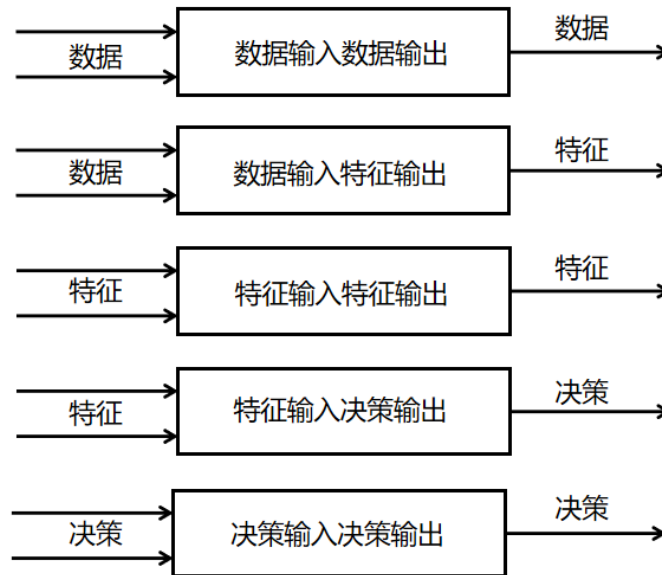 数据
数据输入数据输出
数据
数据
数据输入特征输出
特征
特征
特征输入特征输出
特征
特征
特征输入决策输出
决策
决策
决策输入决策输出
决策